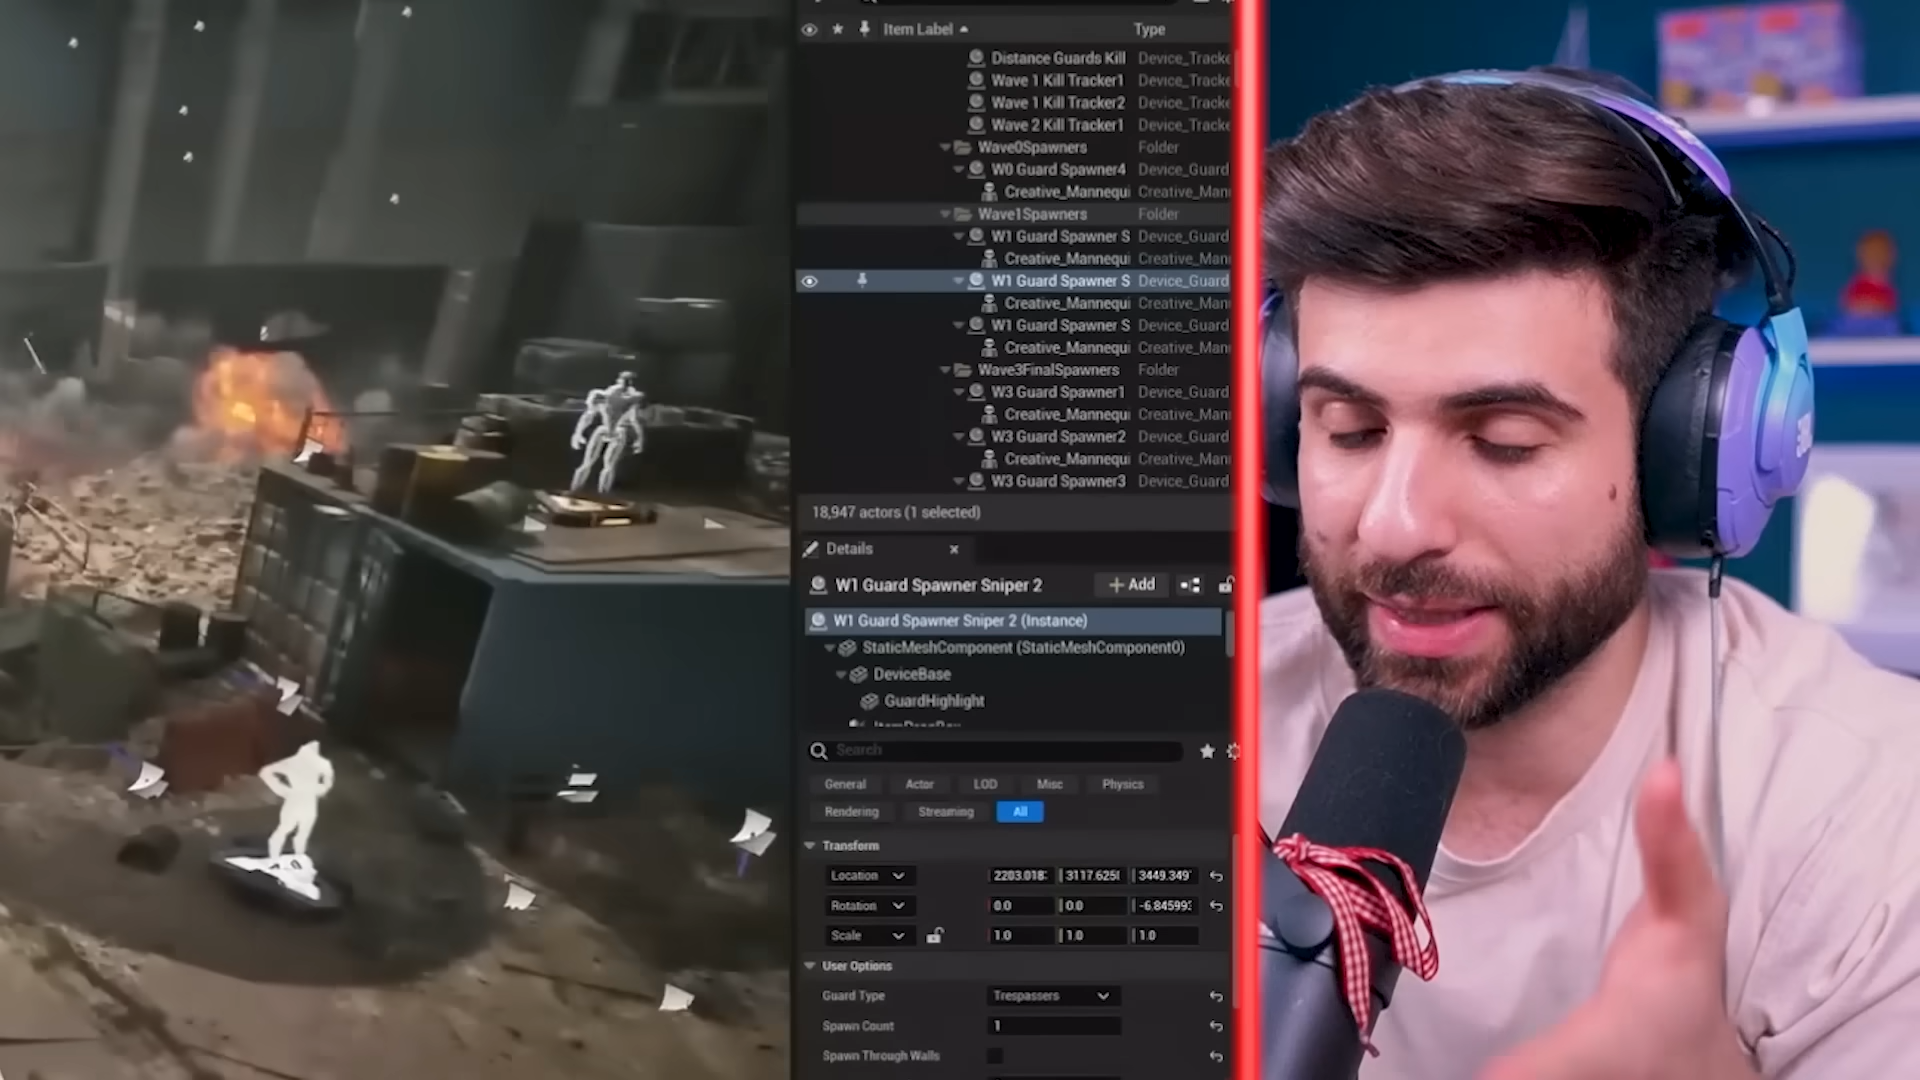 Item Label Type
Distance Guards Kill Device_Tracke
Wave 1 Kill Tracker1 Device_Tracke
Wave 1 Kill Tracker2 Device_Tracke
Wave 2 Kill Tracker1 Device_Tracke
Wave0Spawners Folder
W0 Guard Spawner4 Device_Guard
Creative_Mannequi Creative_Man
Wave1Spawners Folder
W1 Guard Spawner S Device_Guard
Creative_Mannequi Creative_Man
W1 Guard Spawner S Device_Guard
Creative_Mannequi Creative_Man
W1 Guard Spawner S Device_Guard
Creative_Mannequi Creative_Man
Wave3FinalSpawners Folder
W3 Guard Spawner1 Device_Guard
Creative_Mannequi Creative_Man
W3 Guard Spawner2 Device_Guard
Creative_Mannequi Creative_Man
W3 Guard Spawner3 Device_Guard
18,947 actors (1 selected)
Details
W1 Guard Spawner Sniper 2 + Add
W1 Guard Spawner Sniper 2 (Instance)
StaticMeshComponent (StaticMeshComponent0)
DeviceBase
GuardHighlight
Search
General Actor LOD Misc Physics
Rendering Streaming All
Transform
Location 2203.018 3117.625 3449.349
Rotation 0.0 0.0 -6.84599
Scale 1.0 1.0 1.0
User Options
Guard Type Trespassers
Spawn Count 1
Spawn Through Walls
JBL